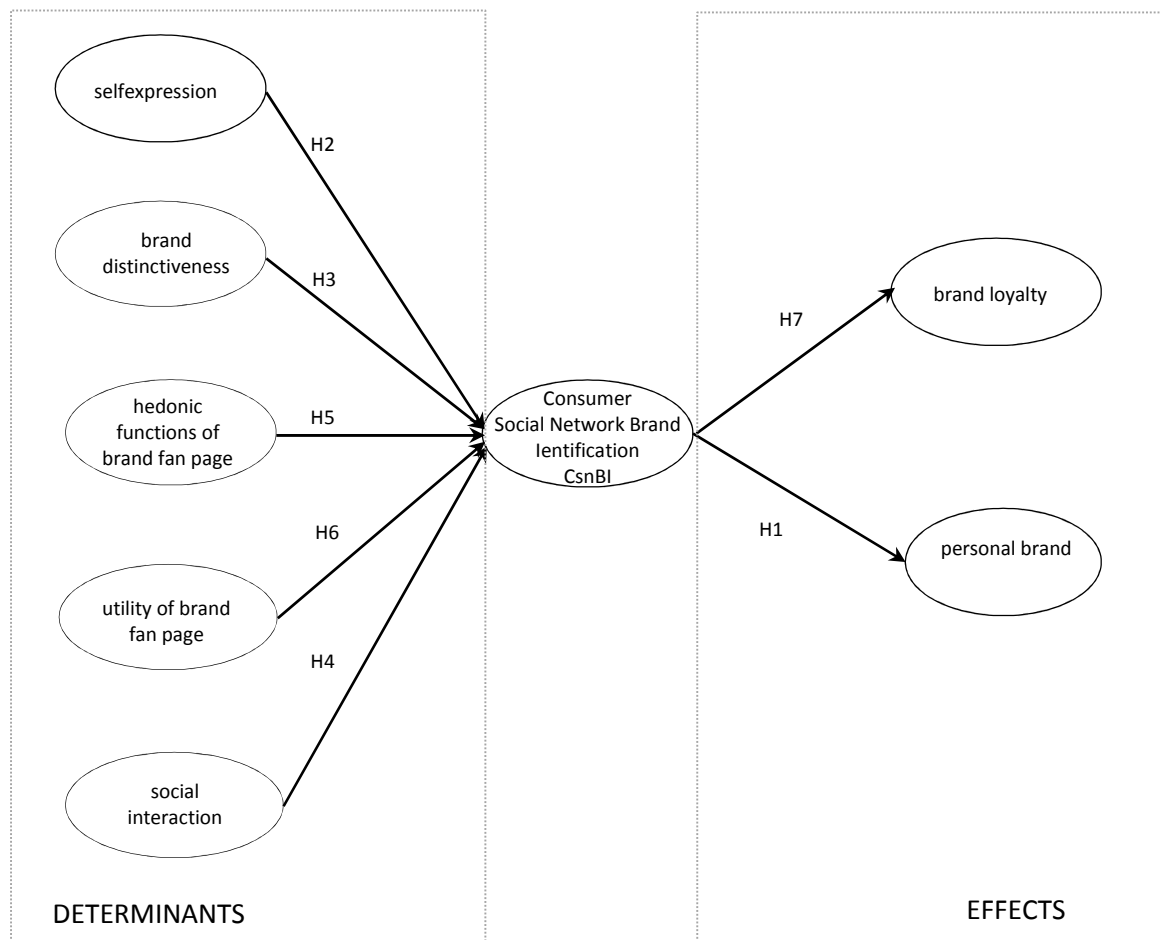 selfexpression
H2
brand
distinctiveness
H3
hedonic
functions of
brand fan page
H5
utility of brand
fan page
H6
social
interaction
H4
DETERMINANTS
Consumer
Social Network Brand
Ientification
CsnBI
H7
brand loyalty
H1
personal brand
EFFECTS